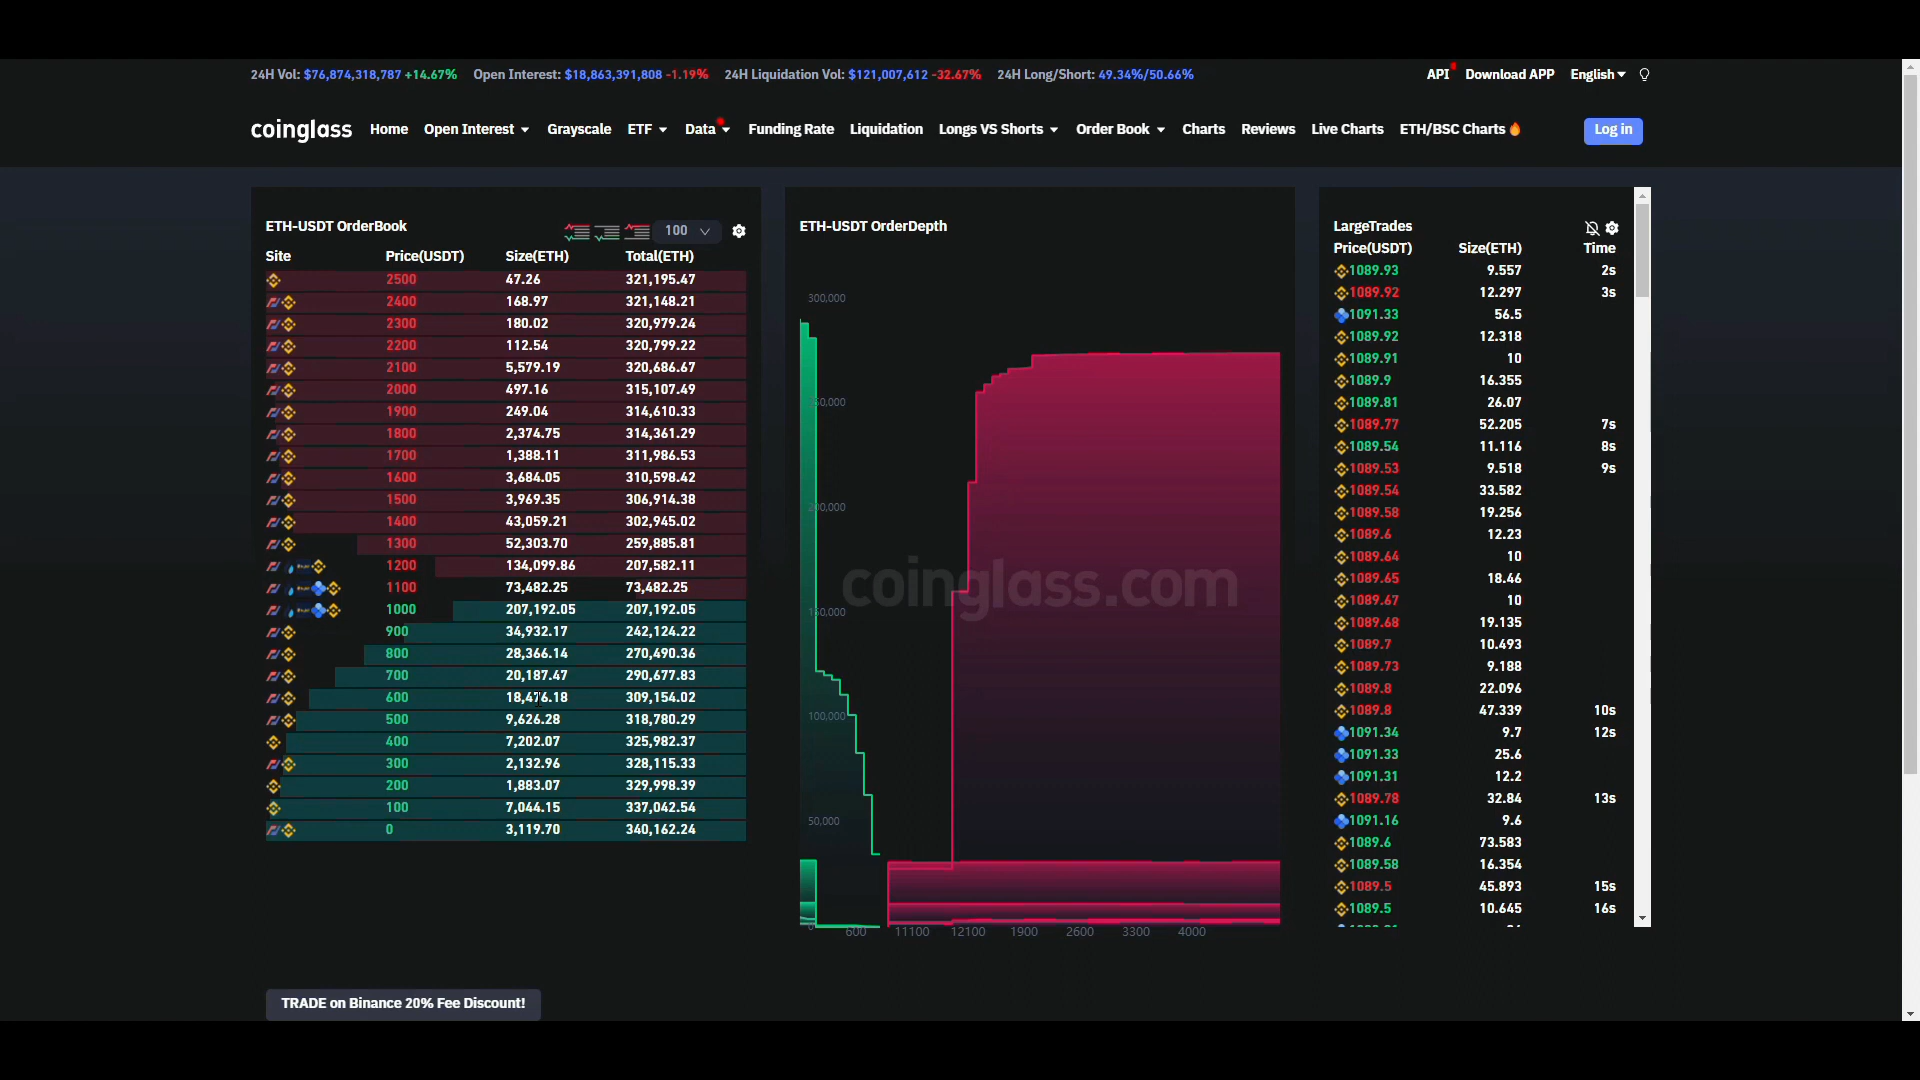 24H Vol: $76,874,318,787 +14.67% Open Interest: $18,863,391,808 -1.19% 24H Liquidation Vol: $121,007,612 -32.67% 24H Long/Short: 49.34%/50.66% API Download APP English
coinglass Home Open Interest Grayscale ETF Data Funding Rate Liquidation Longs VS Shorts Order Book Charts Reviews Live Charts ETH/BSC Charts Log in
ETH-USDT OrderBook 100
Site Price(USDT) Size(ETH) Total(ETH)
2500 47.26 321,195.47
2400 168.97 321,148.21
2300 180.02 320,979.24
2200 112.54 320,799.22
2100 5,579.19 320,686.67
2000 497.16 315,107.49
1900 249.04 314,610.33
1800 2,374.75 314,361.29
1700 1,388.11 311,986.53
1600 3,684.05 310,598.42
1500 3,969.35 306,914.38
1400 43,059.21 302,945.02
1300 52,303.70 259,885.81
1200 134,099.86 207,582.11
1100 73,482.25 73,482.25
1000 207,192.05 207,192.05
900 34,932.17 242,124.22
800 28,366.14 270,490.36
700 20,187.47 290,677.83
600 18,476.18 309,154.02
500 9,626.28 318,780.29
400 7,202.07 325,982.37
300 2,132.96 328,115.33
200 1,883.07 329,998.39
100 7,044.15 337,042.54
0 3,119.70 340,162.24
TRADE on Binance 20% Fee Discount!
ETH-USDT OrderDepth
300,000
50,000
00,000
50,000
100,000
50,000
0
600 11100 12100 1900 2600 3300 4000
coinglass.com
LargeTrades
Price(USDT) Size(ETH) Time
1089.93 9.557 2s
1089.92 12.297 3s
1091.33 56.5
1089.92 12.318
1089.91 10
1089.9 16.355
1089.81 26.07
1089.77 52.205 7s
1089.54 11.116 8s
1089.53 9.518 9s
1089.54 33.582
1089.58 19.256
1089.6 12.23
1089.64 10
1089.65 18.46
1089.67 10
1089.68 19.135
1089.7 10.493
1089.73 9.188
1089.8 22.096
1089.8 47.339 10s
1091.34 9.7 12s
1091.33 25.6
1091.31 12.2
1089.78 32.84 13s
1091.16 9.6
1089.6 73.583
1089.58 16.354
1089.5 45.893 15s
1089.5 10.645 16s